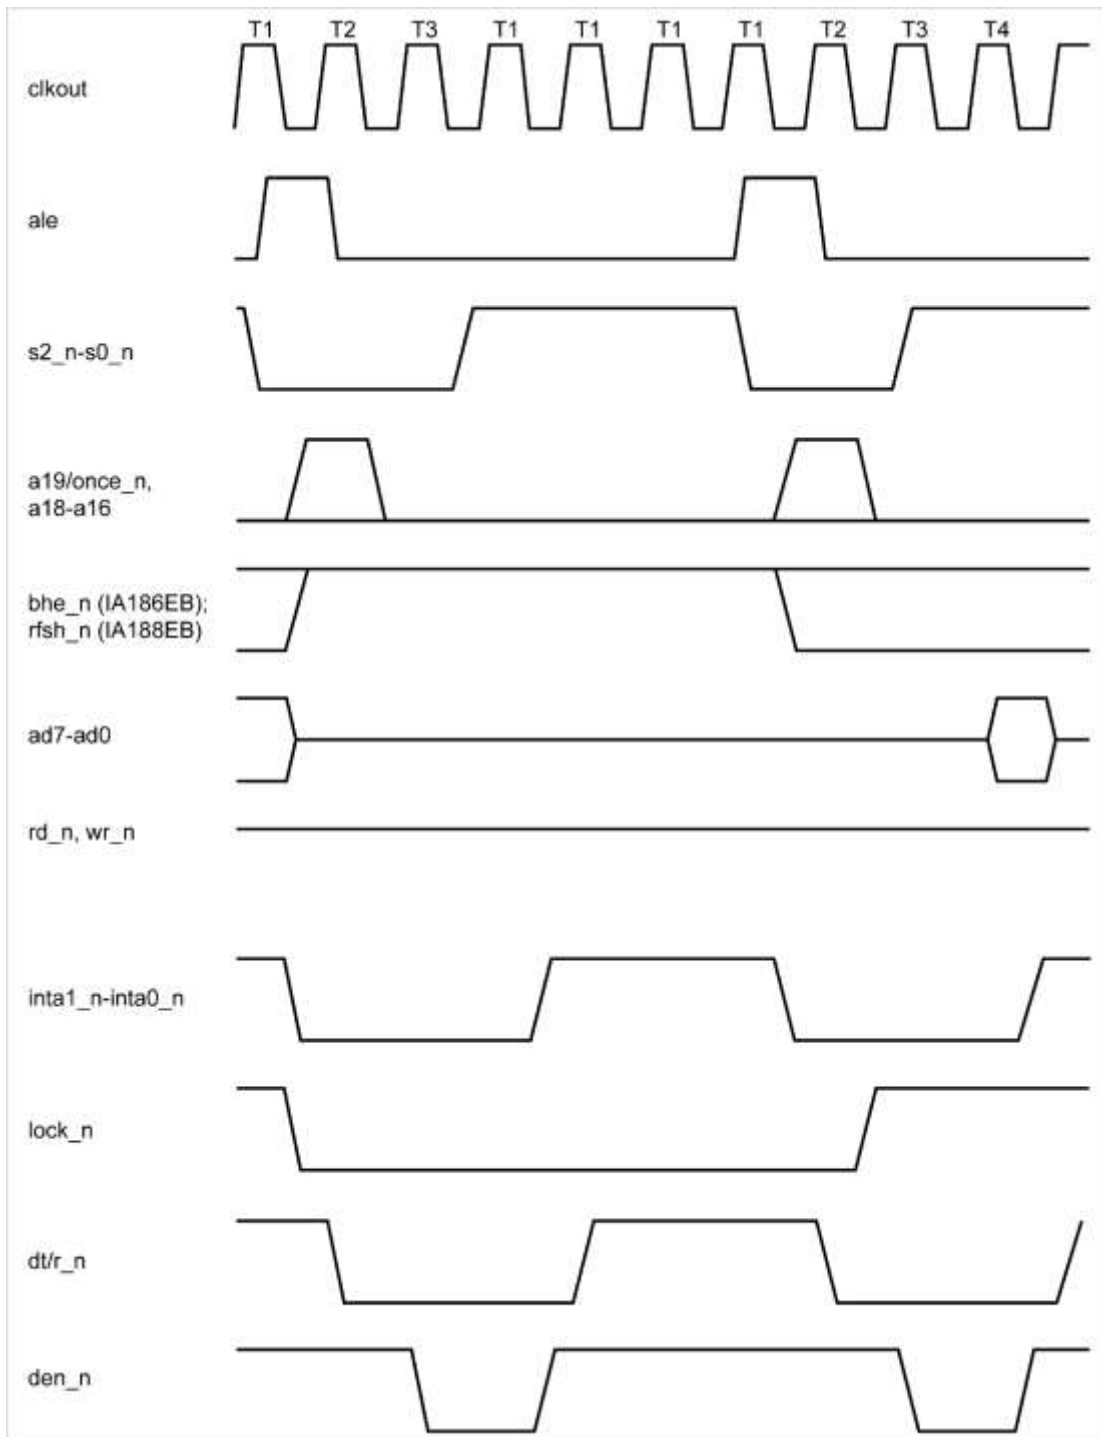 T1 T2 T3 T1 T1 T1 T1 T2 T3 T4
clkout
ale
s2_n-s0_n
a19/once_n,
a18-a16
bhe_n (IA186EB);
rfsh_n (IA188EB)
ad7-ad0
rd_n, wr_n
inta1_n-inta0_n
lock_n
dt/r_n
den_n